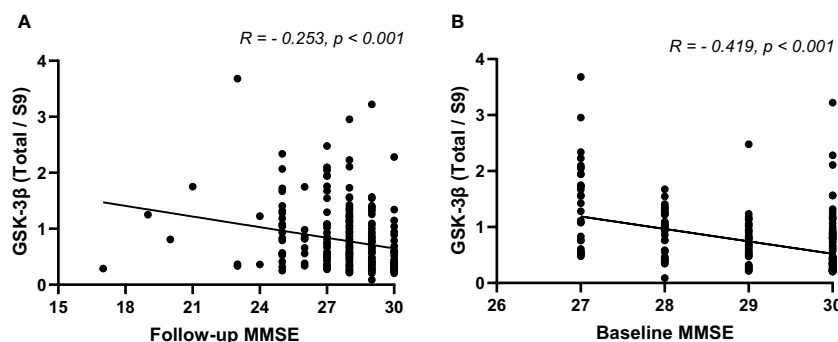 A
R = - 0.253, p < 0.001
GSK-3β (Total / S9)
4
3
2
1
0
15
18
21
24
27
30
Follow-up MMSE
B
R = - 0.419, p < 0.001
GSK-3β (Total / S9)
4
3
2
1
0
26
27
28
29
30
Baseline MMSE